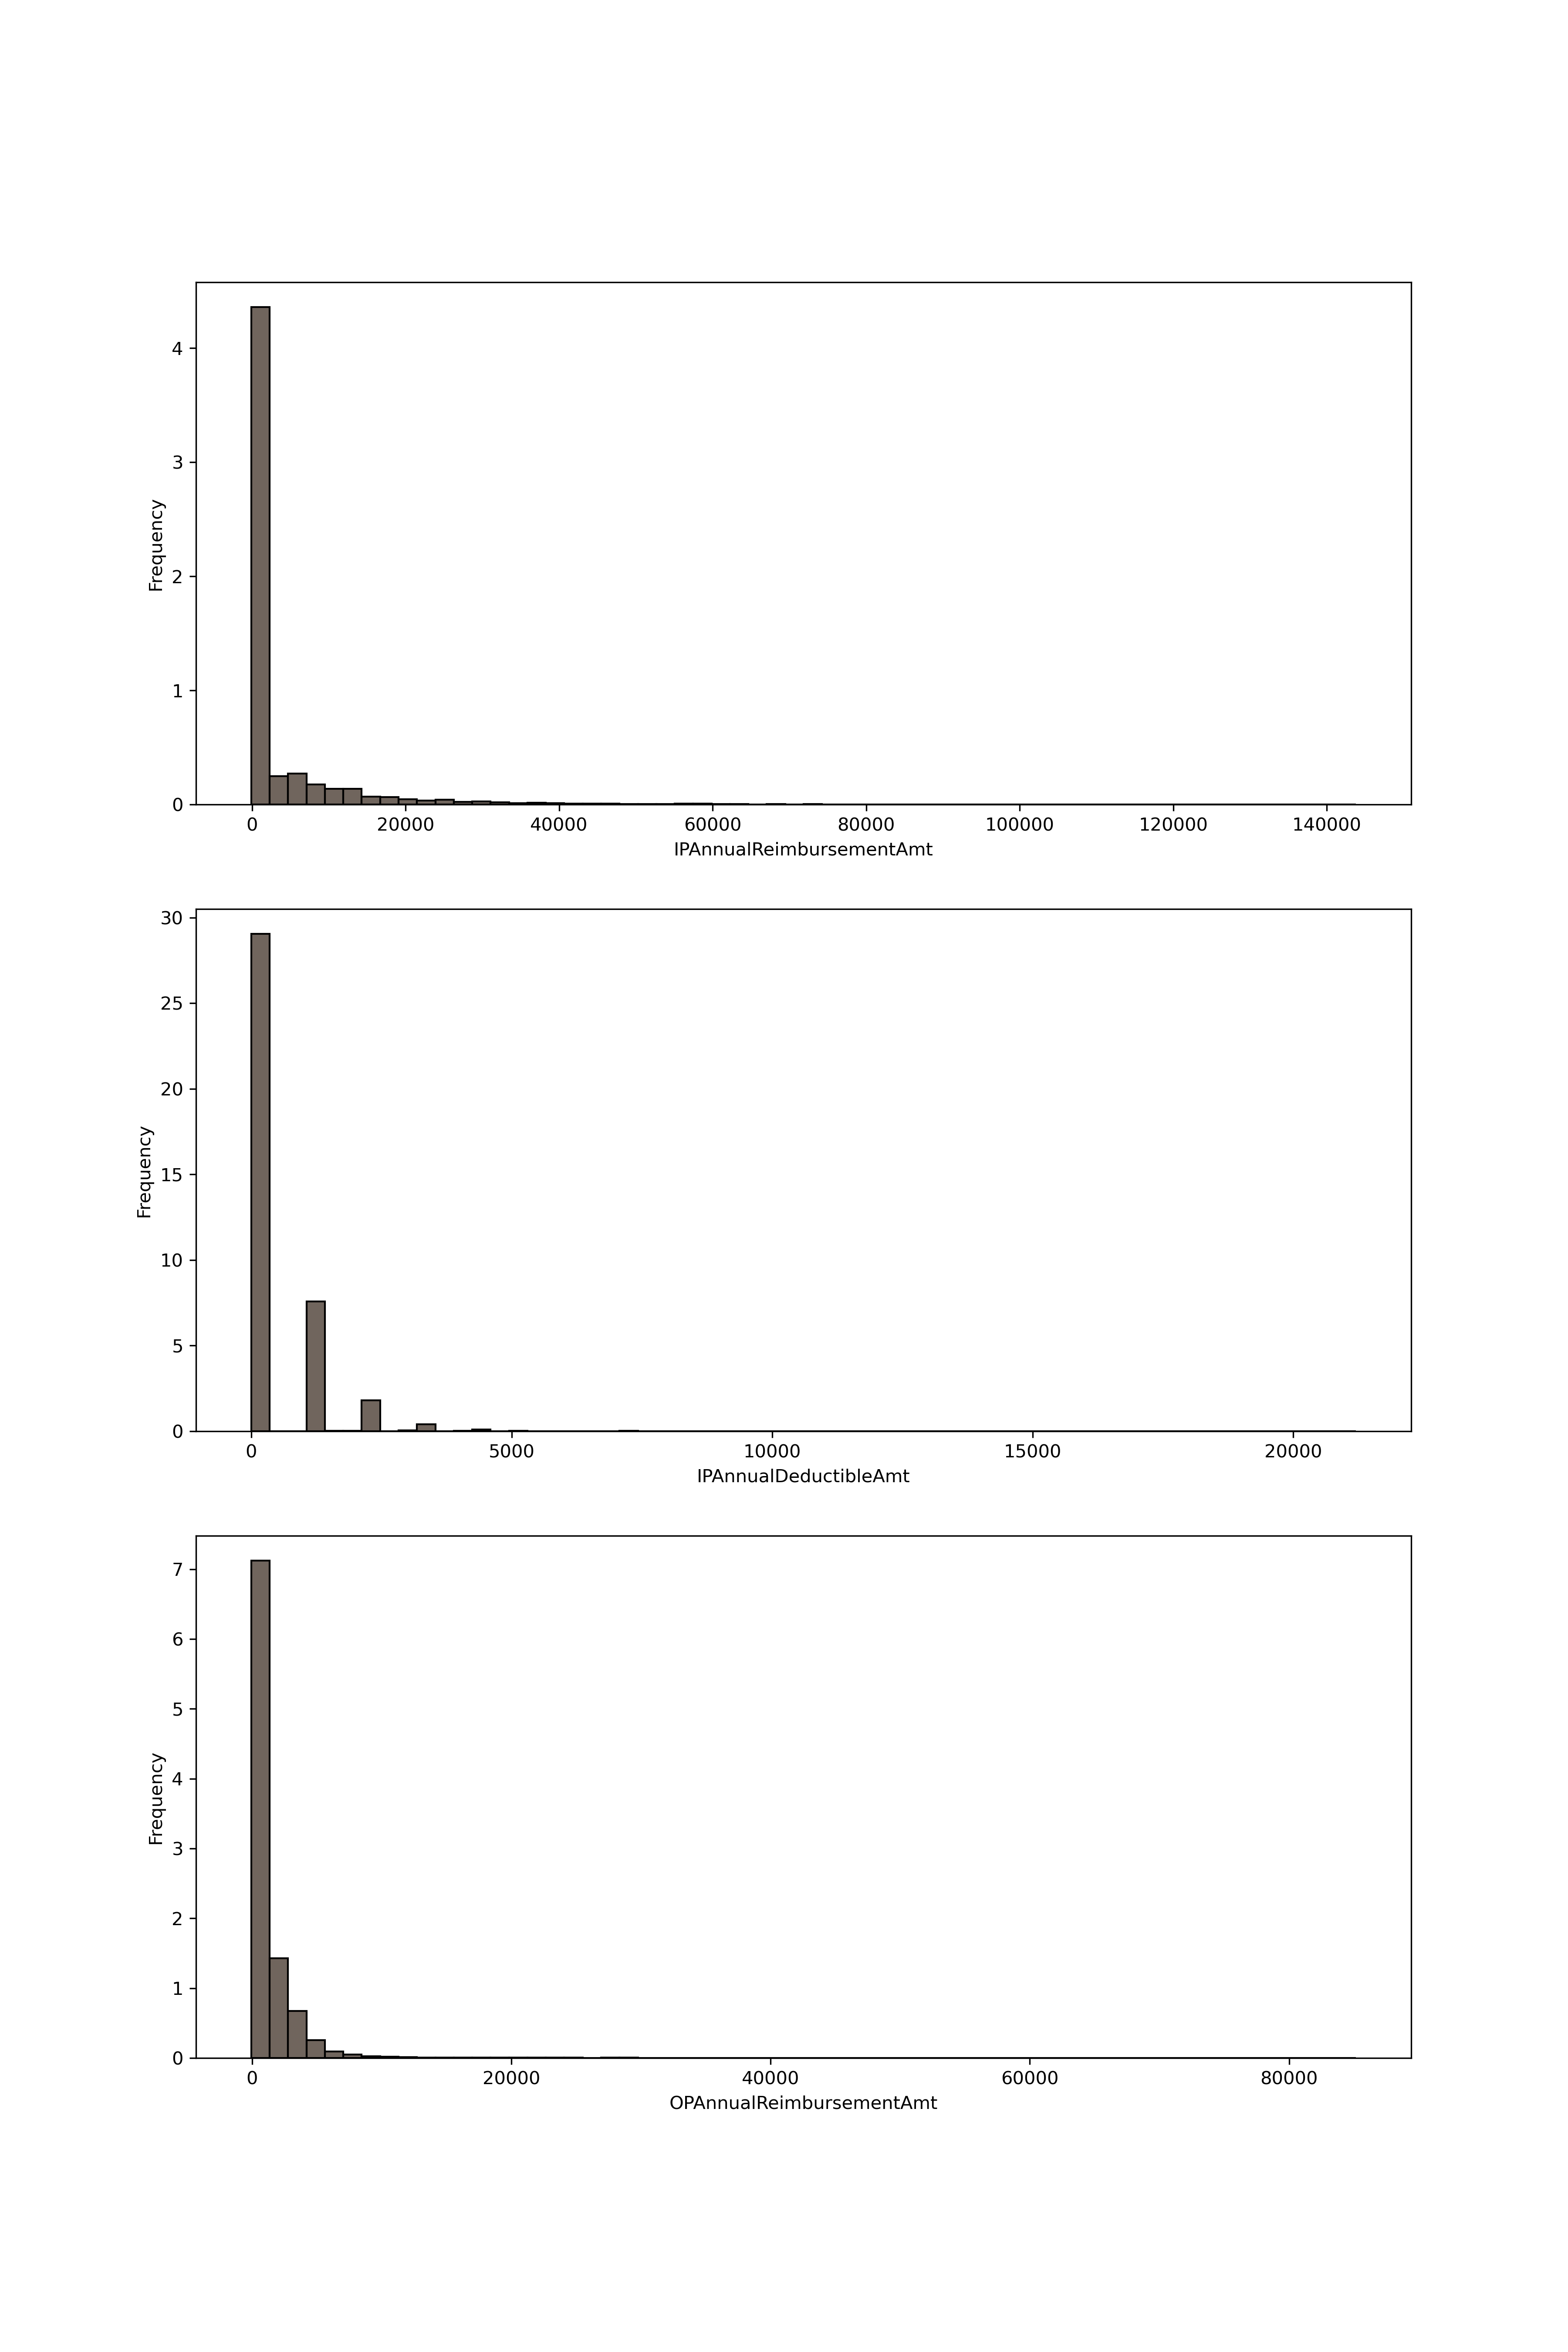 4
3
2
1
0
Frequency
0 20000 40000 60000 80000 100000 120000 140000
IPAnnualReimbursementAmt
30
25
20
15
10
5
0
Frequency
0 5000 10000 15000 20000
IPAnnualDeductibleAmt
7
6
5
4
3
2
1
0
Frequency
0 20000 40000 60000 80000
OPAnnualReimbursementAmt